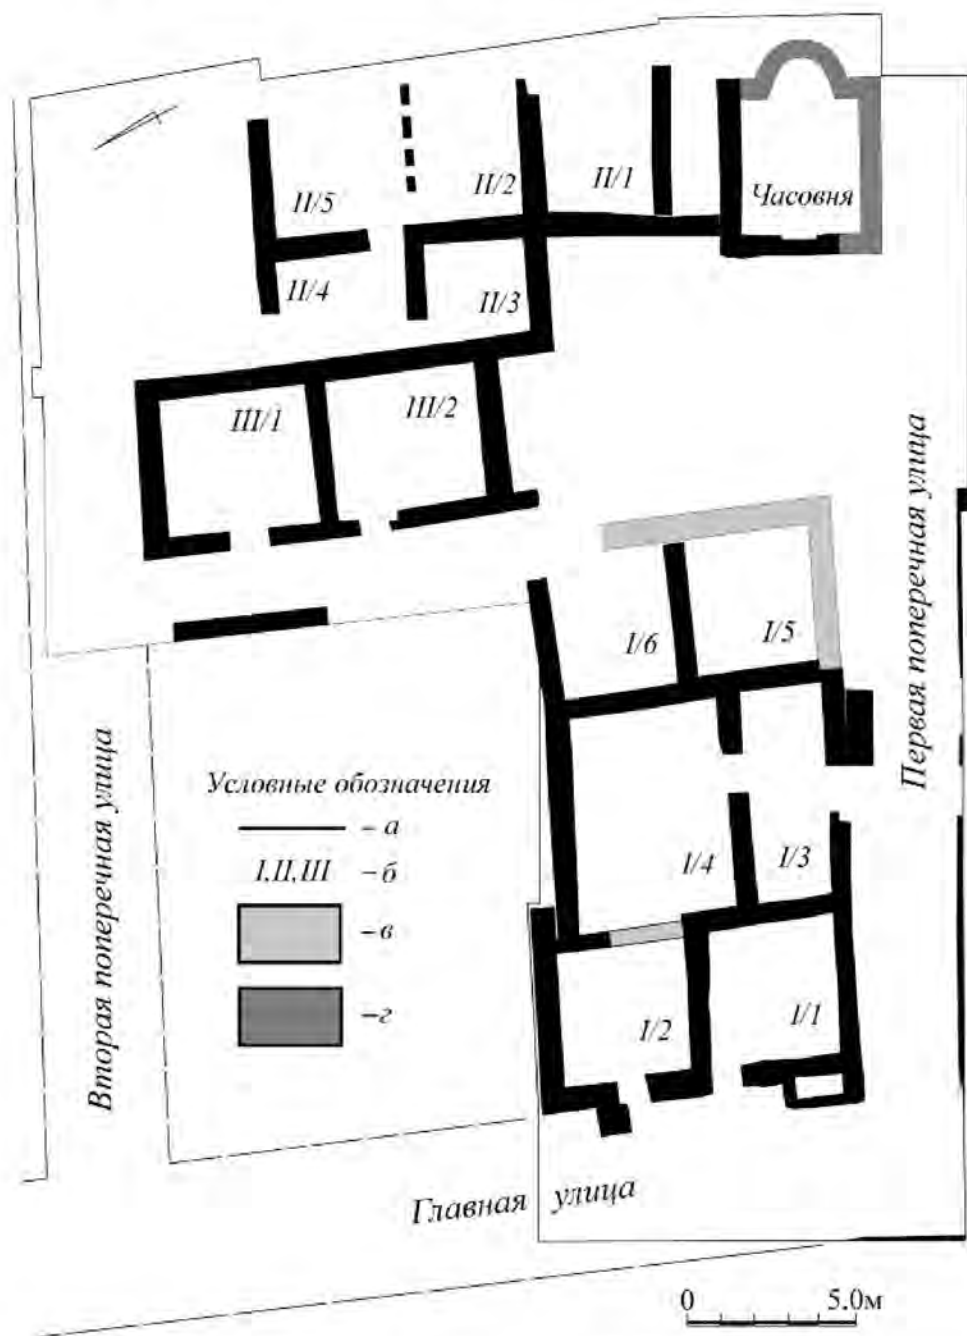 Часовня
II/1
II/2
II/5
II/4
II/3
III/1
III/2
Первая поперечная улица
I/6
I/5
I/4
I/3
I/2
I/1
Вторая поперечная улица
Условные обозначения
– а
I,II,III – б
– в
– г
Главная улица
0 5.0м